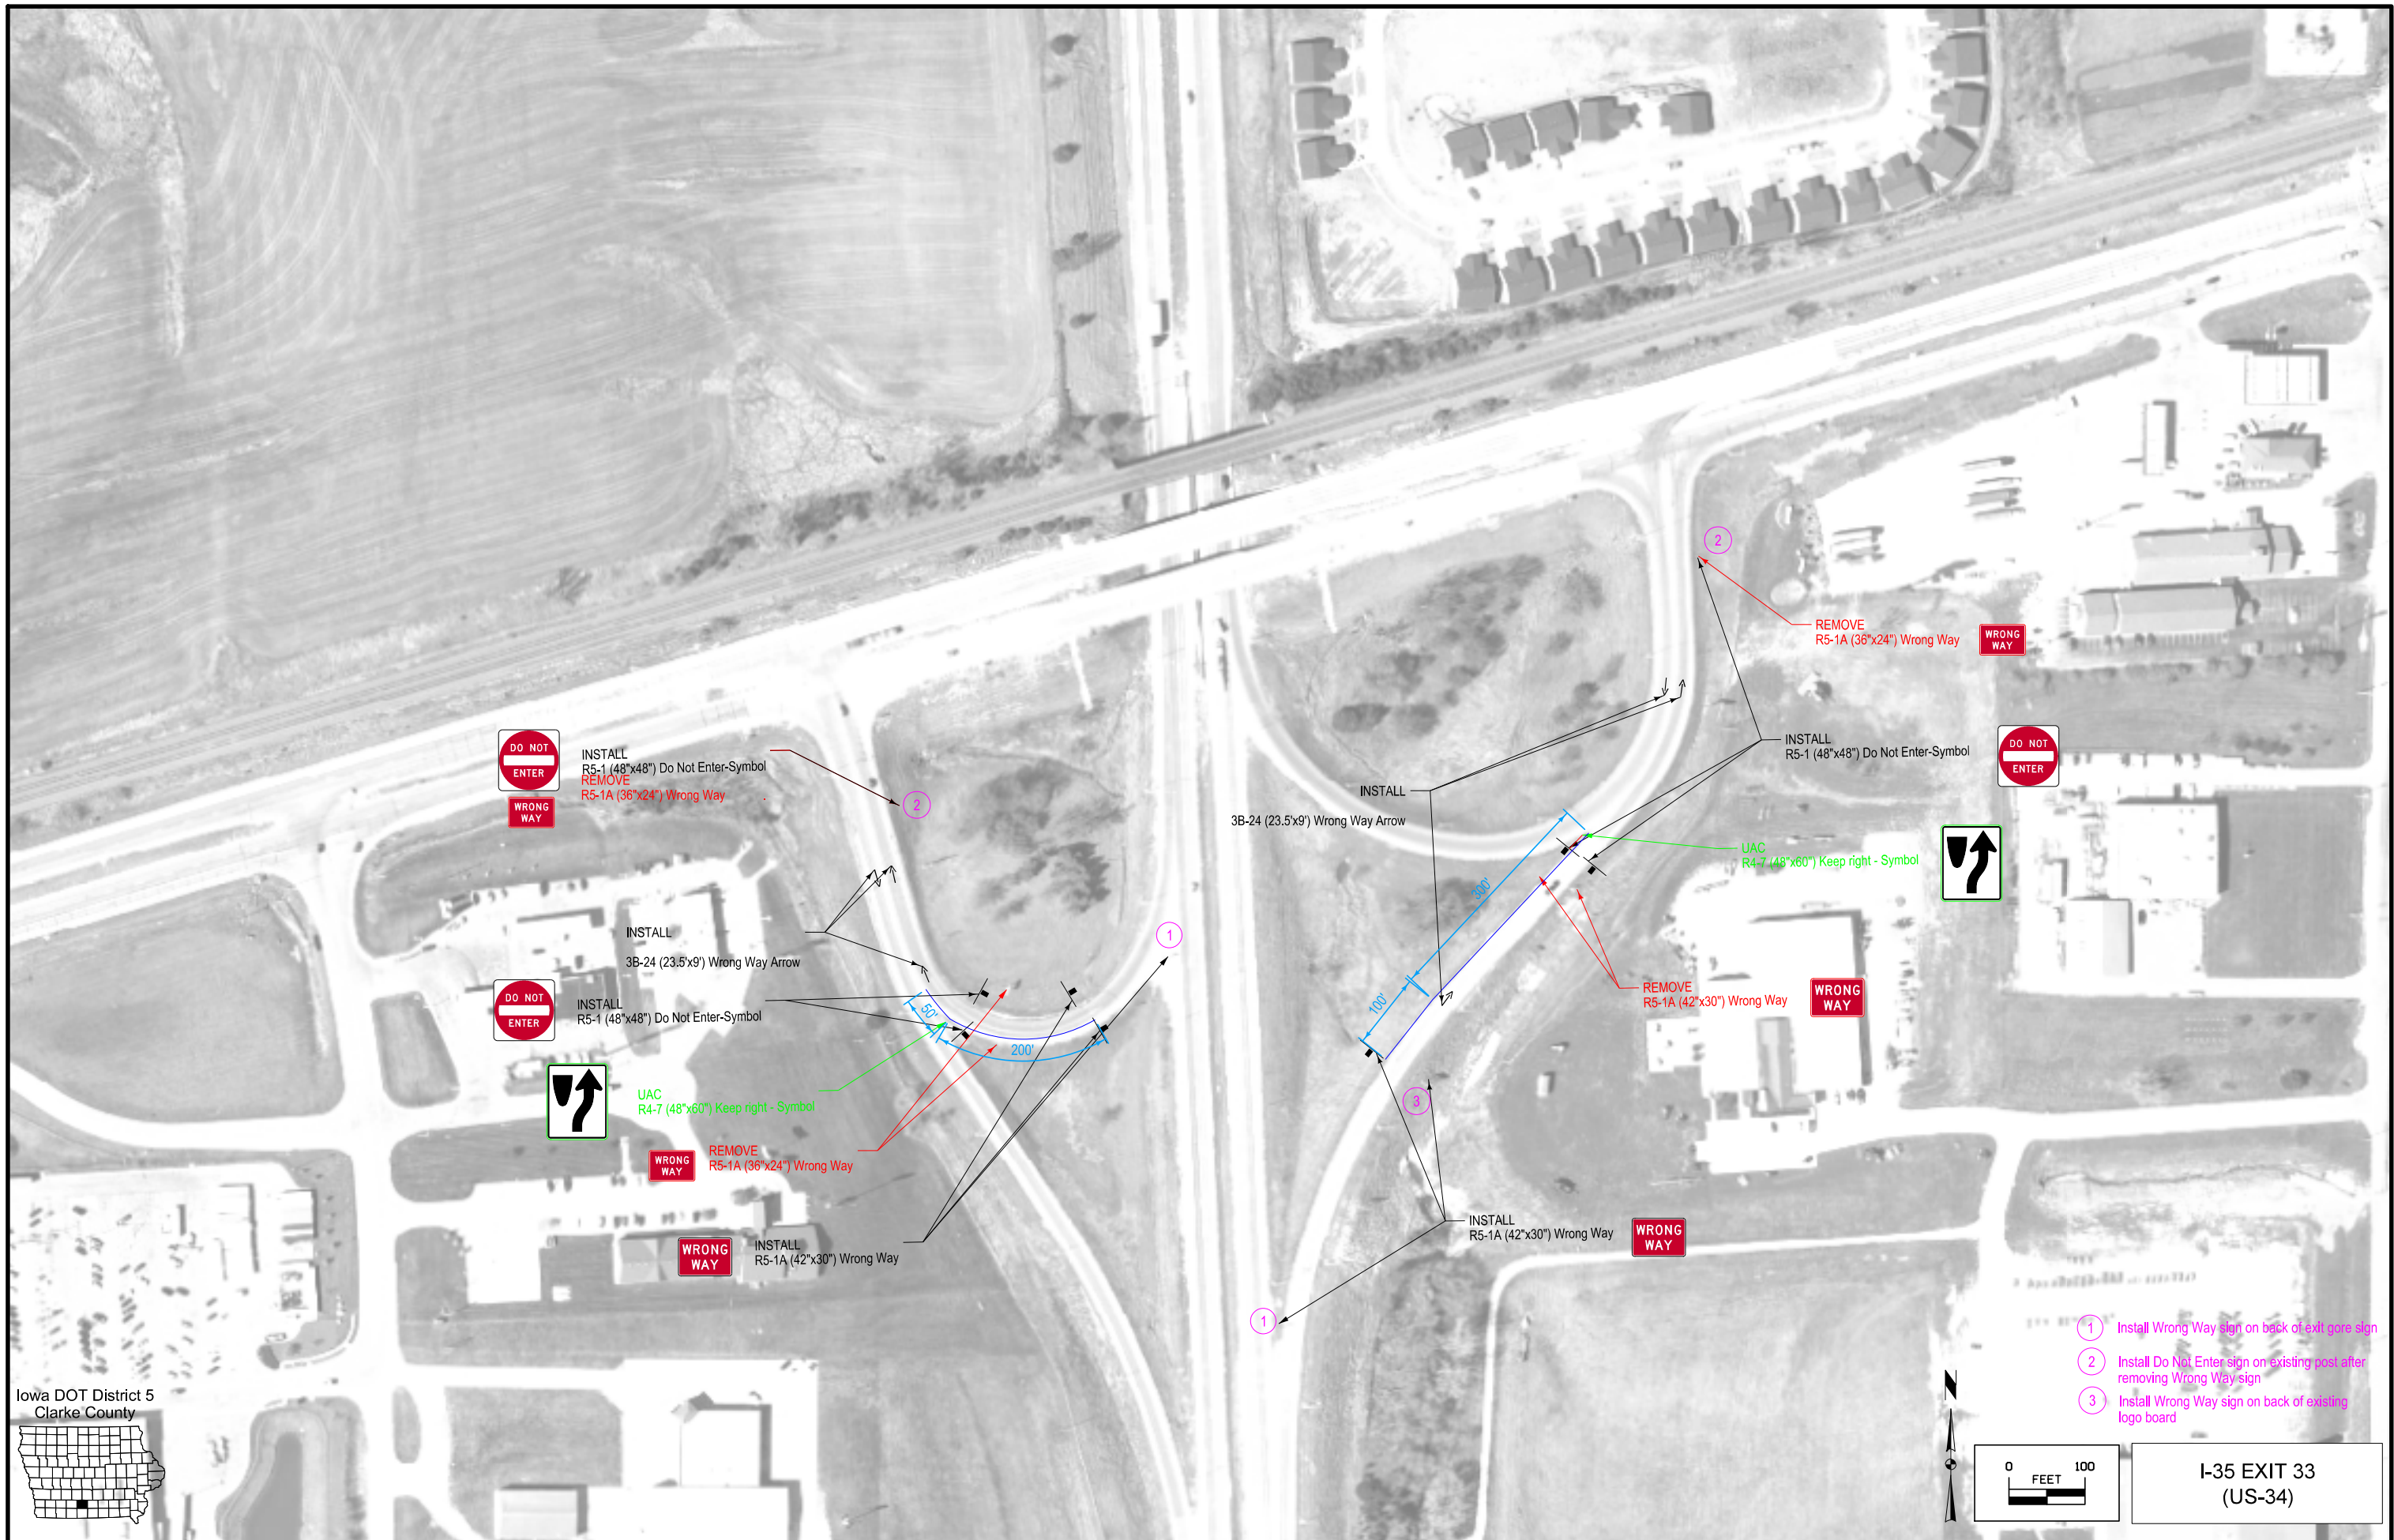 2
REMOVE
R5-1A (36"x24") Wrong Way
WRONG
WAY
DO NOT
ENTER
INSTALL
R5-1 (48"x48") Do Not Enter-Symbol
REMOVE
R5-1A (36"x24") Wrong Way
WRONG
WAY
2
INSTALL
R5-1 (48"x48") Do Not Enter-Symbol
DO NOT
ENTER
INSTALL
3B-24 (23.5'x9') Wrong Way Arrow
UAC
R4-7 (48"x60") Keep right - Symbol
300'
100'
INSTALL
3B-24 (23.5'x9') Wrong Way Arrow
1
DO NOT
ENTER
INSTALL
R5-1 (48"x48") Do Not Enter-Symbol
50'
200'
REMOVE
R5-1A (42"x30") Wrong Way
WRONG
WAY
UAC
R4-7 (48"x60") Keep right - Symbol
3
WRONG
WAY
REMOVE
R5-1A (36"x24") Wrong Way
WRONG
WAY
INSTALL
R5-1A (42"x30") Wrong Way
INSTALL
R5-1A (42"x30") Wrong Way
WRONG
WAY
1
1 Install Wrong Way sign on back of exit gore sign
2 Install Do Not Enter sign on existing post after
removing Wrong Way sign
3 Install Wrong Way sign on back of existing
logo board
Iowa DOT District 5
Clarke County
N
0 100
FEET
I-35 EXIT 33
(US-34)